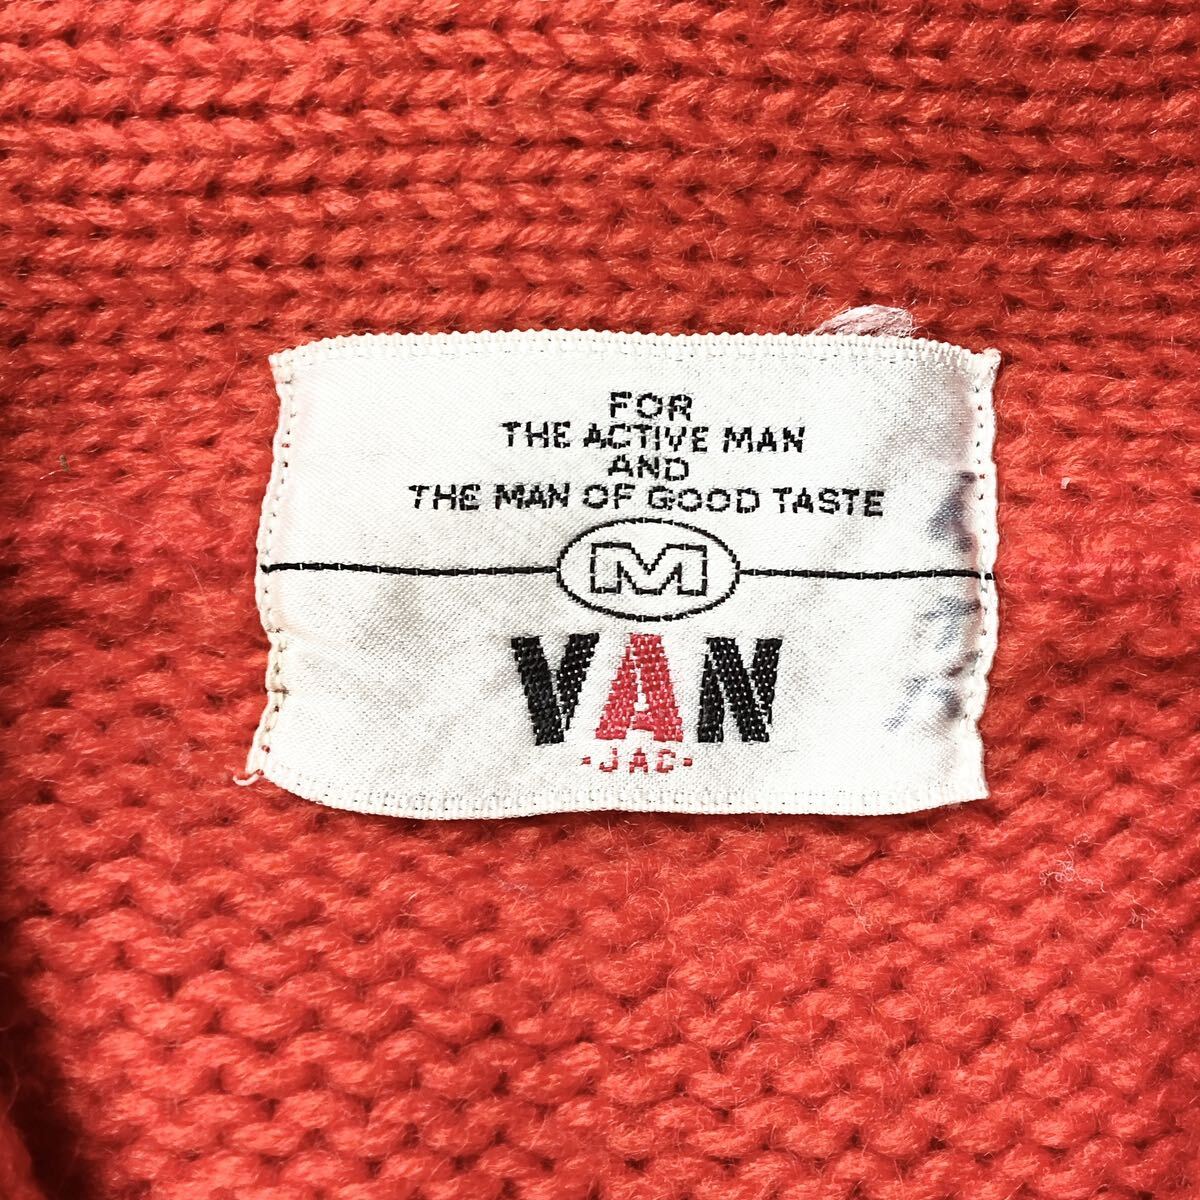 FOR
THE ACTIVE MAN
AND
THE MAN OF GOOD TASTE
M
VAN
·JAC·